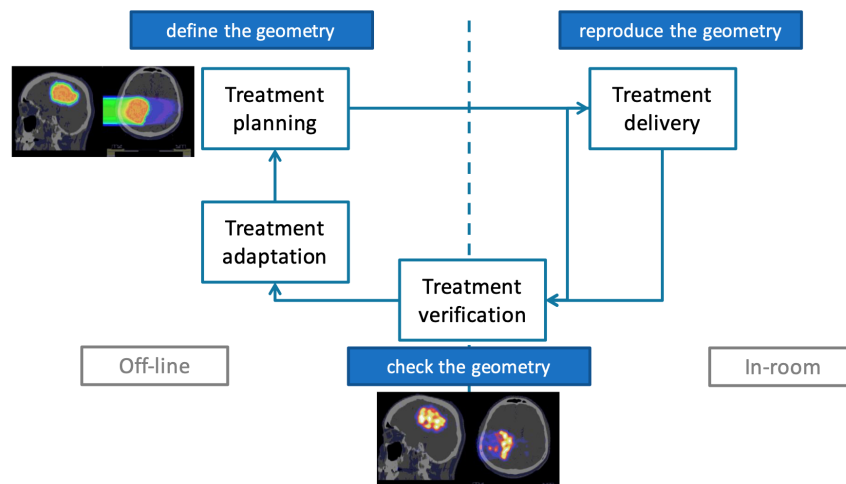 define the geometry
reproduce the geometry
Treatment
planning
Treatment
delivery
Treatment
adaptation
Treatment
verification
Off-line
check the geometry
In-room